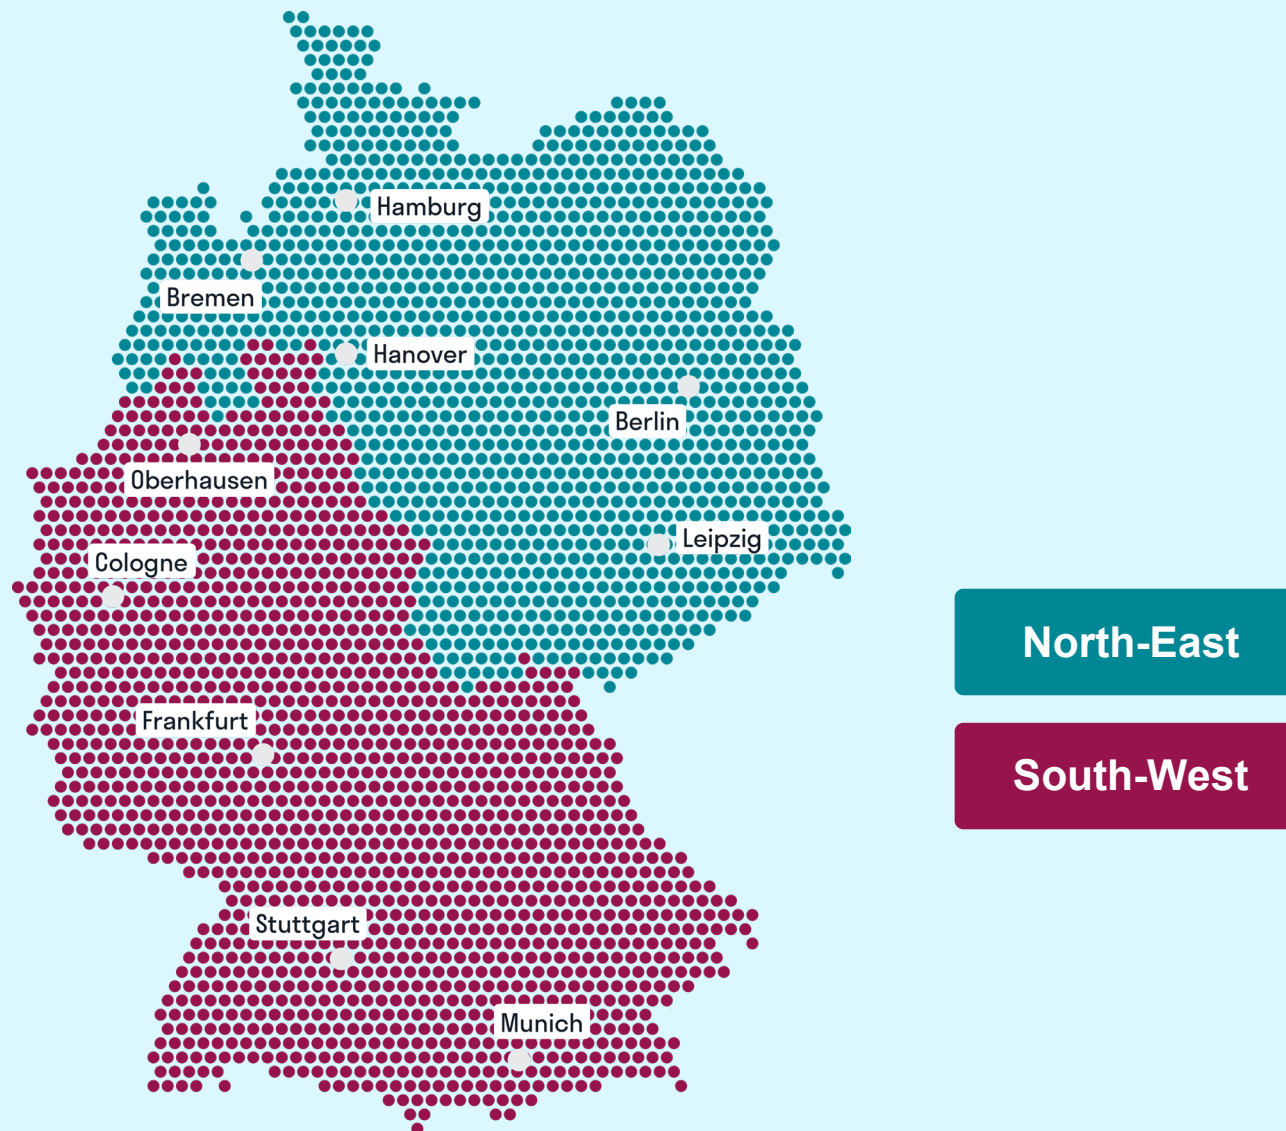 Hamburg
Bremen
Hanover
Berlin
Oberhausen
Leipzig
Cologne
North-East
Frankfurt
South-West
Stuttgart
Munich